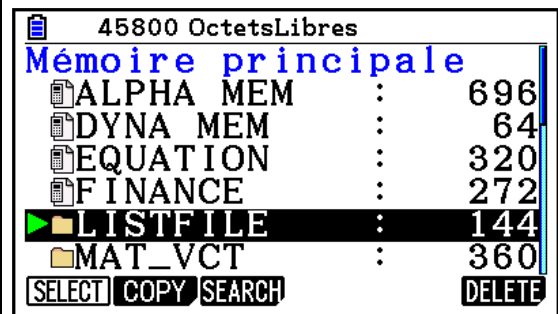 45800 OctetsLibres
Mémoire principale
ALPHA MEM : 696
DYNA MEM : 64
EQUATION : 320
FINANCE : 272
LISTFILE : 144
MAT_VCT : 360
SELECT COPY SEARCH DELETE